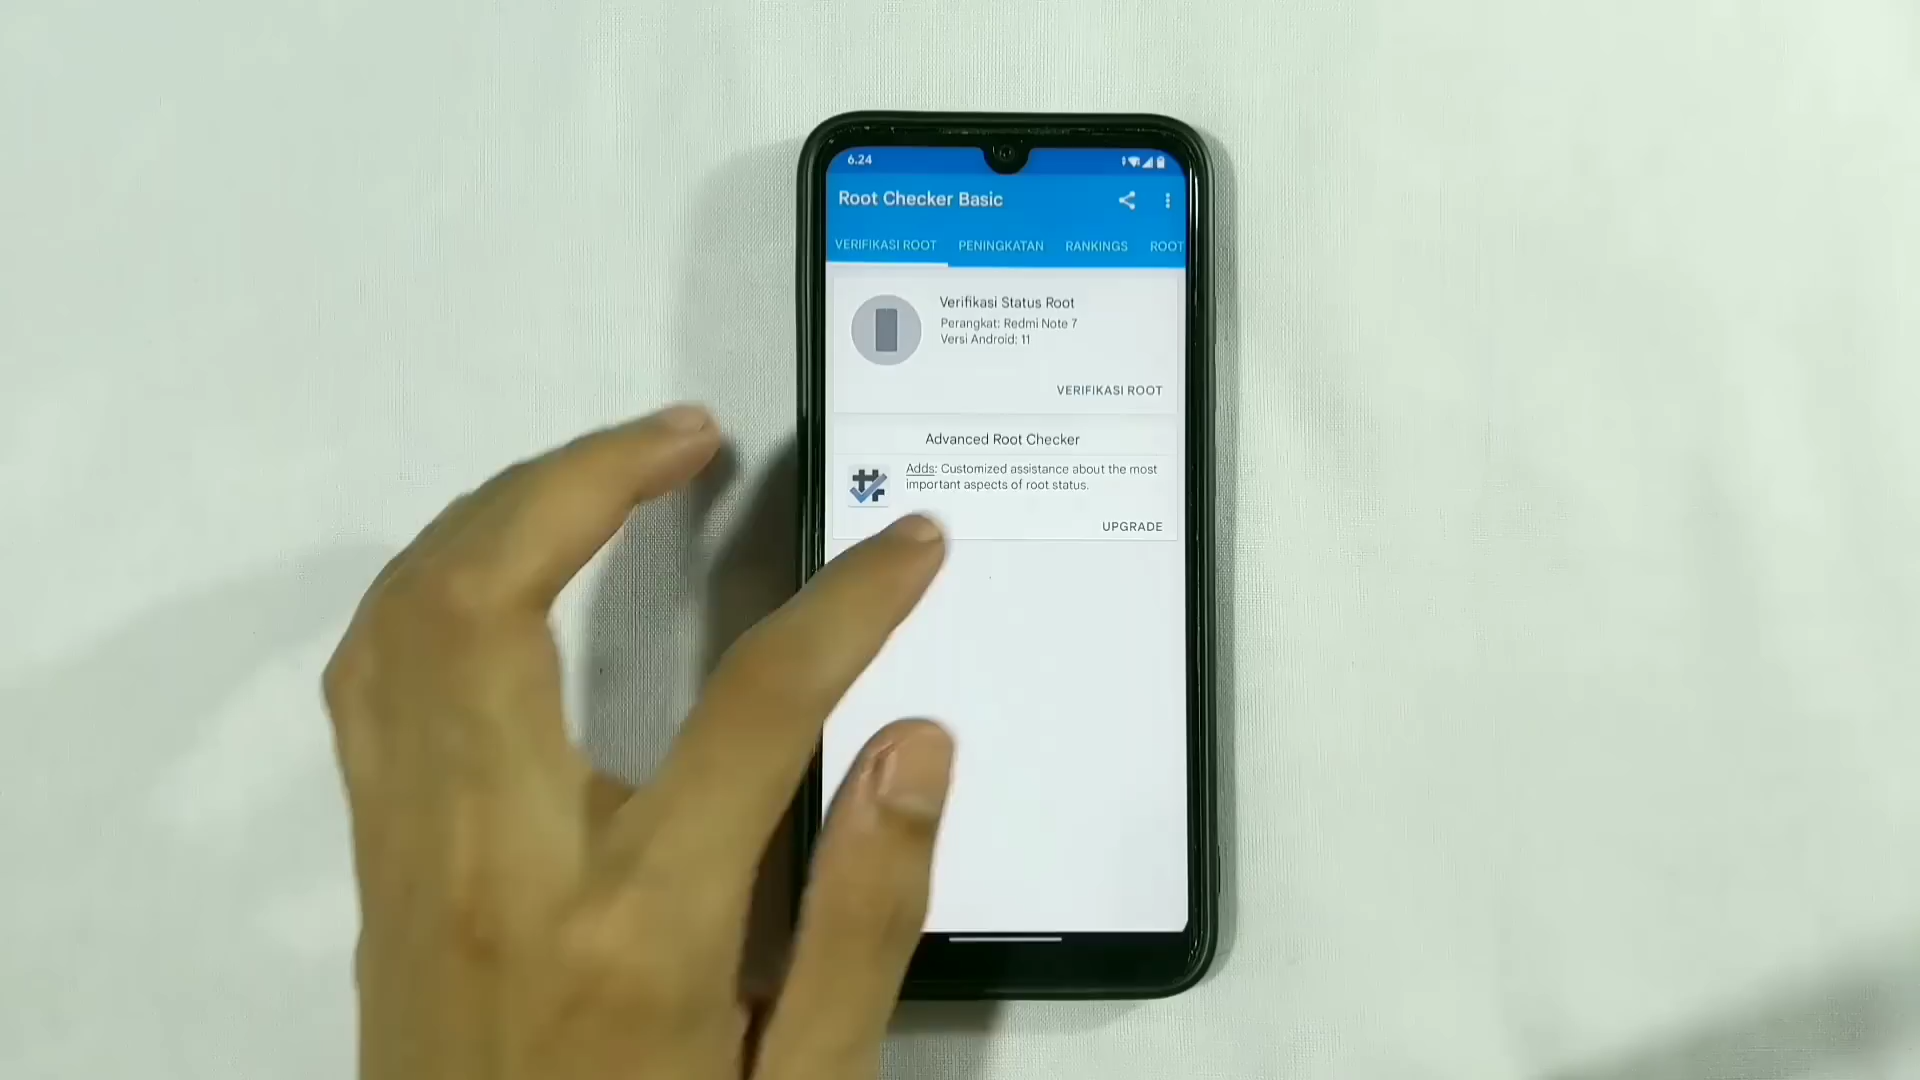 6.24
Root Checker Basic
VERIFIKASI ROOT PENINGKATAN RANKINGS ROOT
Verifikasi Status Root
Perangkat: Redmi Note 7
Versi Android: 11
VERIFIKASI ROOT
Advanced Root Checker
Adds: Customized assistance about the most
important aspects of root status.
UPGRADE